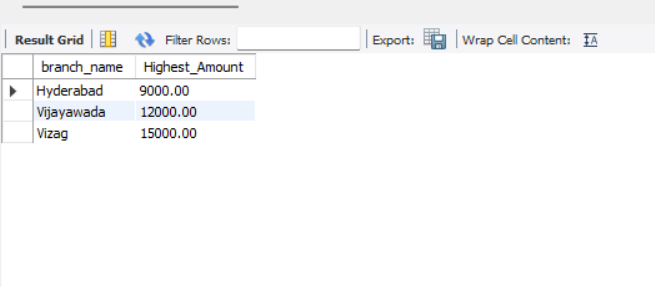 Result Grid Filter Rows: Export: Wrap Cell Content: IA
branch_name Highest_Amount
Hyderabad 9000.00
Vijayawada 12000.00
Vizag 15000.00